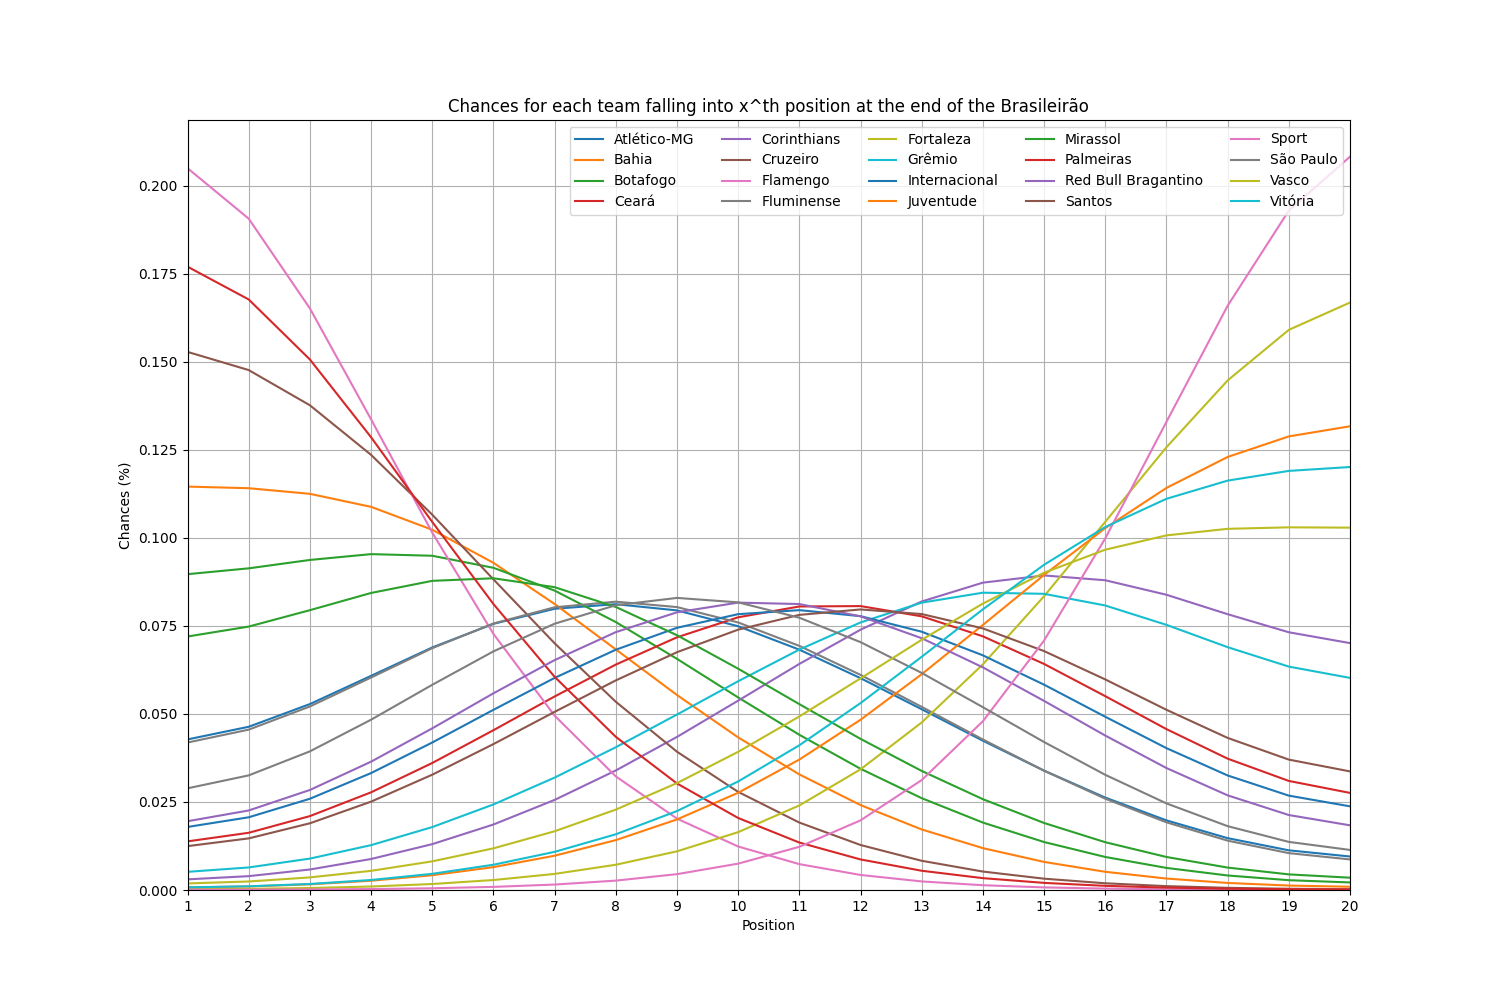 Chances for each team falling into x^th position at the end of the Brasileirão
Atlético-MG
Bahia
Botafogo
Ceará
Corinthians
Cruzeiro
Flamengo
Fluminense
Fortaleza
Grêmio
Internacional
Juventude
Mirassol
Palmeiras
Red Bull Bragantino
Santos
Sport
São Paulo
Vasco
Vitória
Chances (%)
0.200
0.175
0.150
0.125
0.100
0.075
0.050
0.025
0.000
1 2 3 4 5 6 7 8 9 10 11 12 13 14 15 16 17 18 19 20
Position